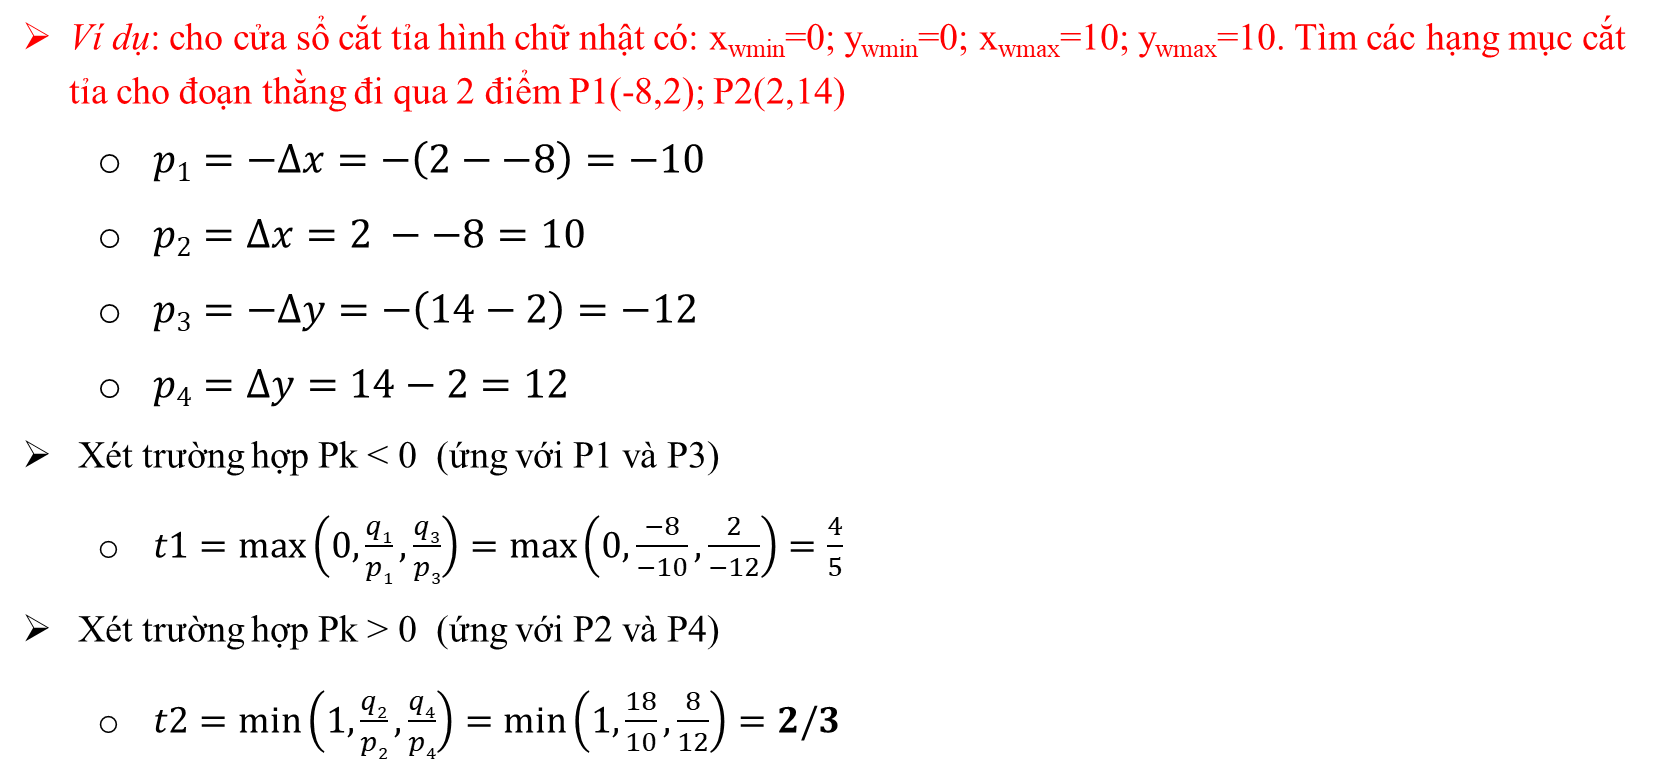 ➢ Ví dụ: cho cửa sổ cắt tỉa hình chữ nhật có: x_wmin=0; y_wmin=0; x_wmax=10; y_wmax=10. Tìm các hạng mục cắt
tỉa cho đoạn thẳng đi qua 2 điểm P1(-8,2); P2(2,14)
○ p₁ = −Δx = −(2 − −8) = −10
○ p₂ = Δx = 2 − −8 = 10
○ p₃ = −Δy = −(14 − 2) = −12
○ p₄ = Δy = 14 − 2 = 12
➢ Xét trường hợp Pk < 0 (ứng với P1 và P3)
○ t1 = max(0, q₁/p₁, q₃/p₃) = max(0, −8/−10, 2/−12) = 4/5
➢ Xét trường hợp Pk > 0 (ứng với P2 và P4)
○ t2 = min(1, q₂/p₂, q₄/p₄) = min(1, 18/10, 8/12) = 2/3